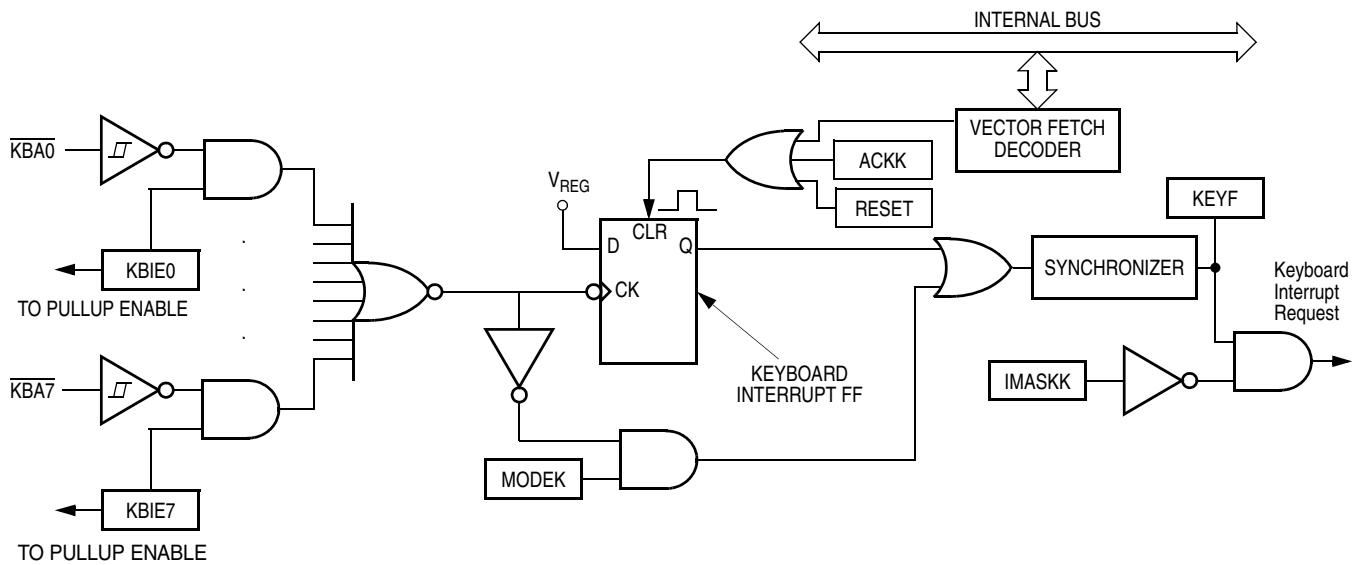 INTERNAL BUS
VECTOR FETCH
DECODER
ACKK
RESET
KBA0
KBIE0
TO PULLUP ENABLE
KBA7
KBIE7
TO PULLUP ENABLE
VREG
CLR
D
Q
CK
KEYBOARD
INTERRUPT FF
MODEK
SYNCHRONIZER
KEYF
IMASKK
Keyboard
Interrupt
Request